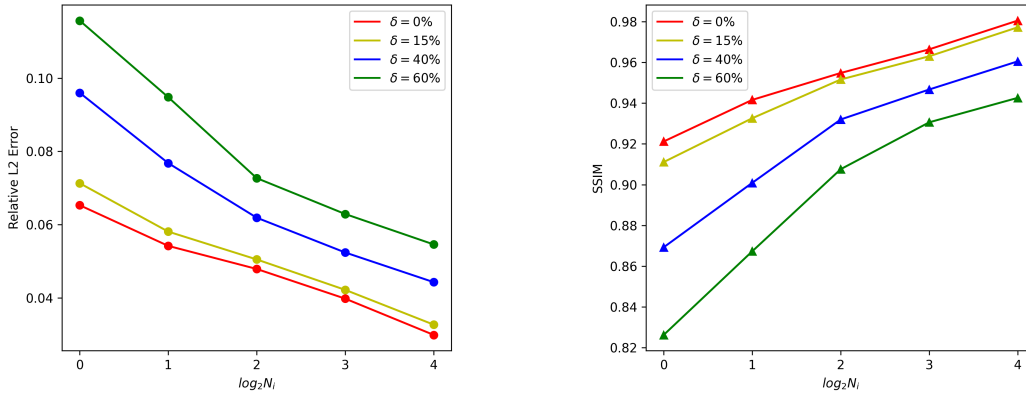 δ = 0%
δ = 15%
δ = 40%
δ = 60%
0.10
0.08
0.06
0.04
Relative L2 Error
0 1 2 3 4
log₂Nᵢ
δ = 0%
δ = 15%
δ = 40%
δ = 60%
0.98
0.96
0.94
0.92
0.90
0.88
0.86
0.84
0.82
SSIM
0 1 2 3 4
log₂Nᵢ